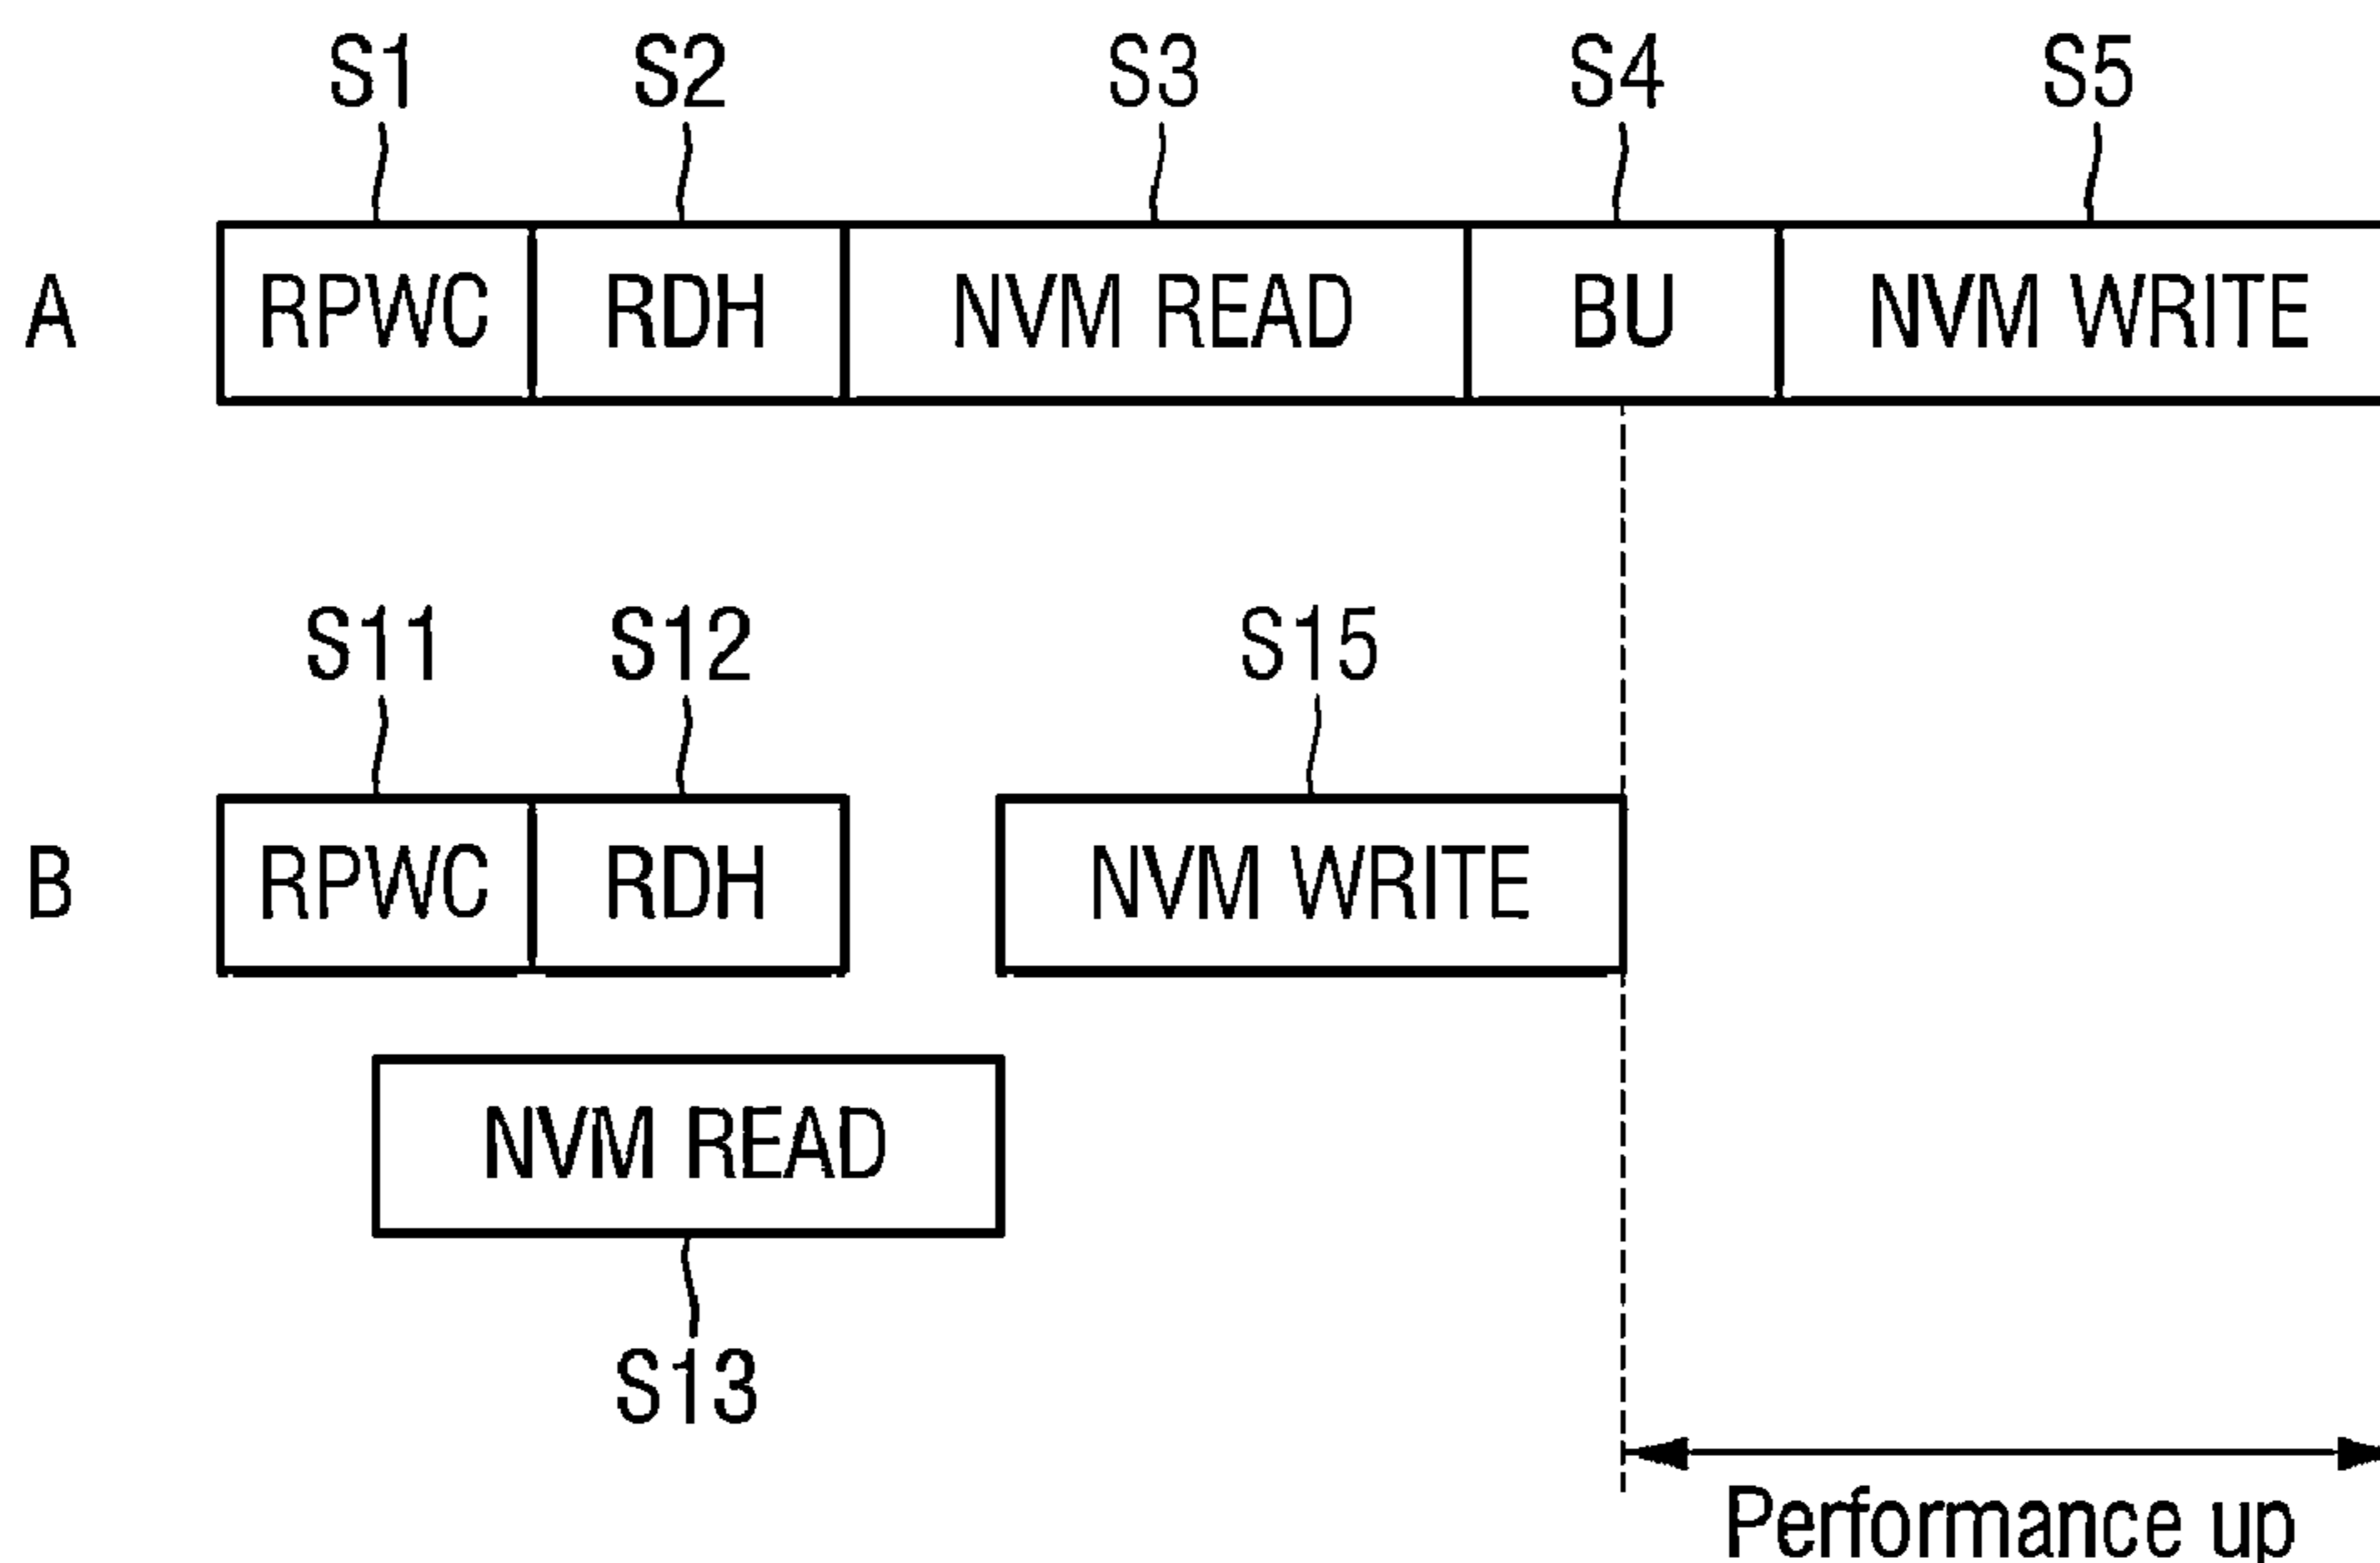 S1 S2 S3 S4 S5
A RPWC RDH NVM READ BU NVM WRITE
S11 S12 S15
B RPWC RDH NVM WRITE
NVM READ
S13
Performance up